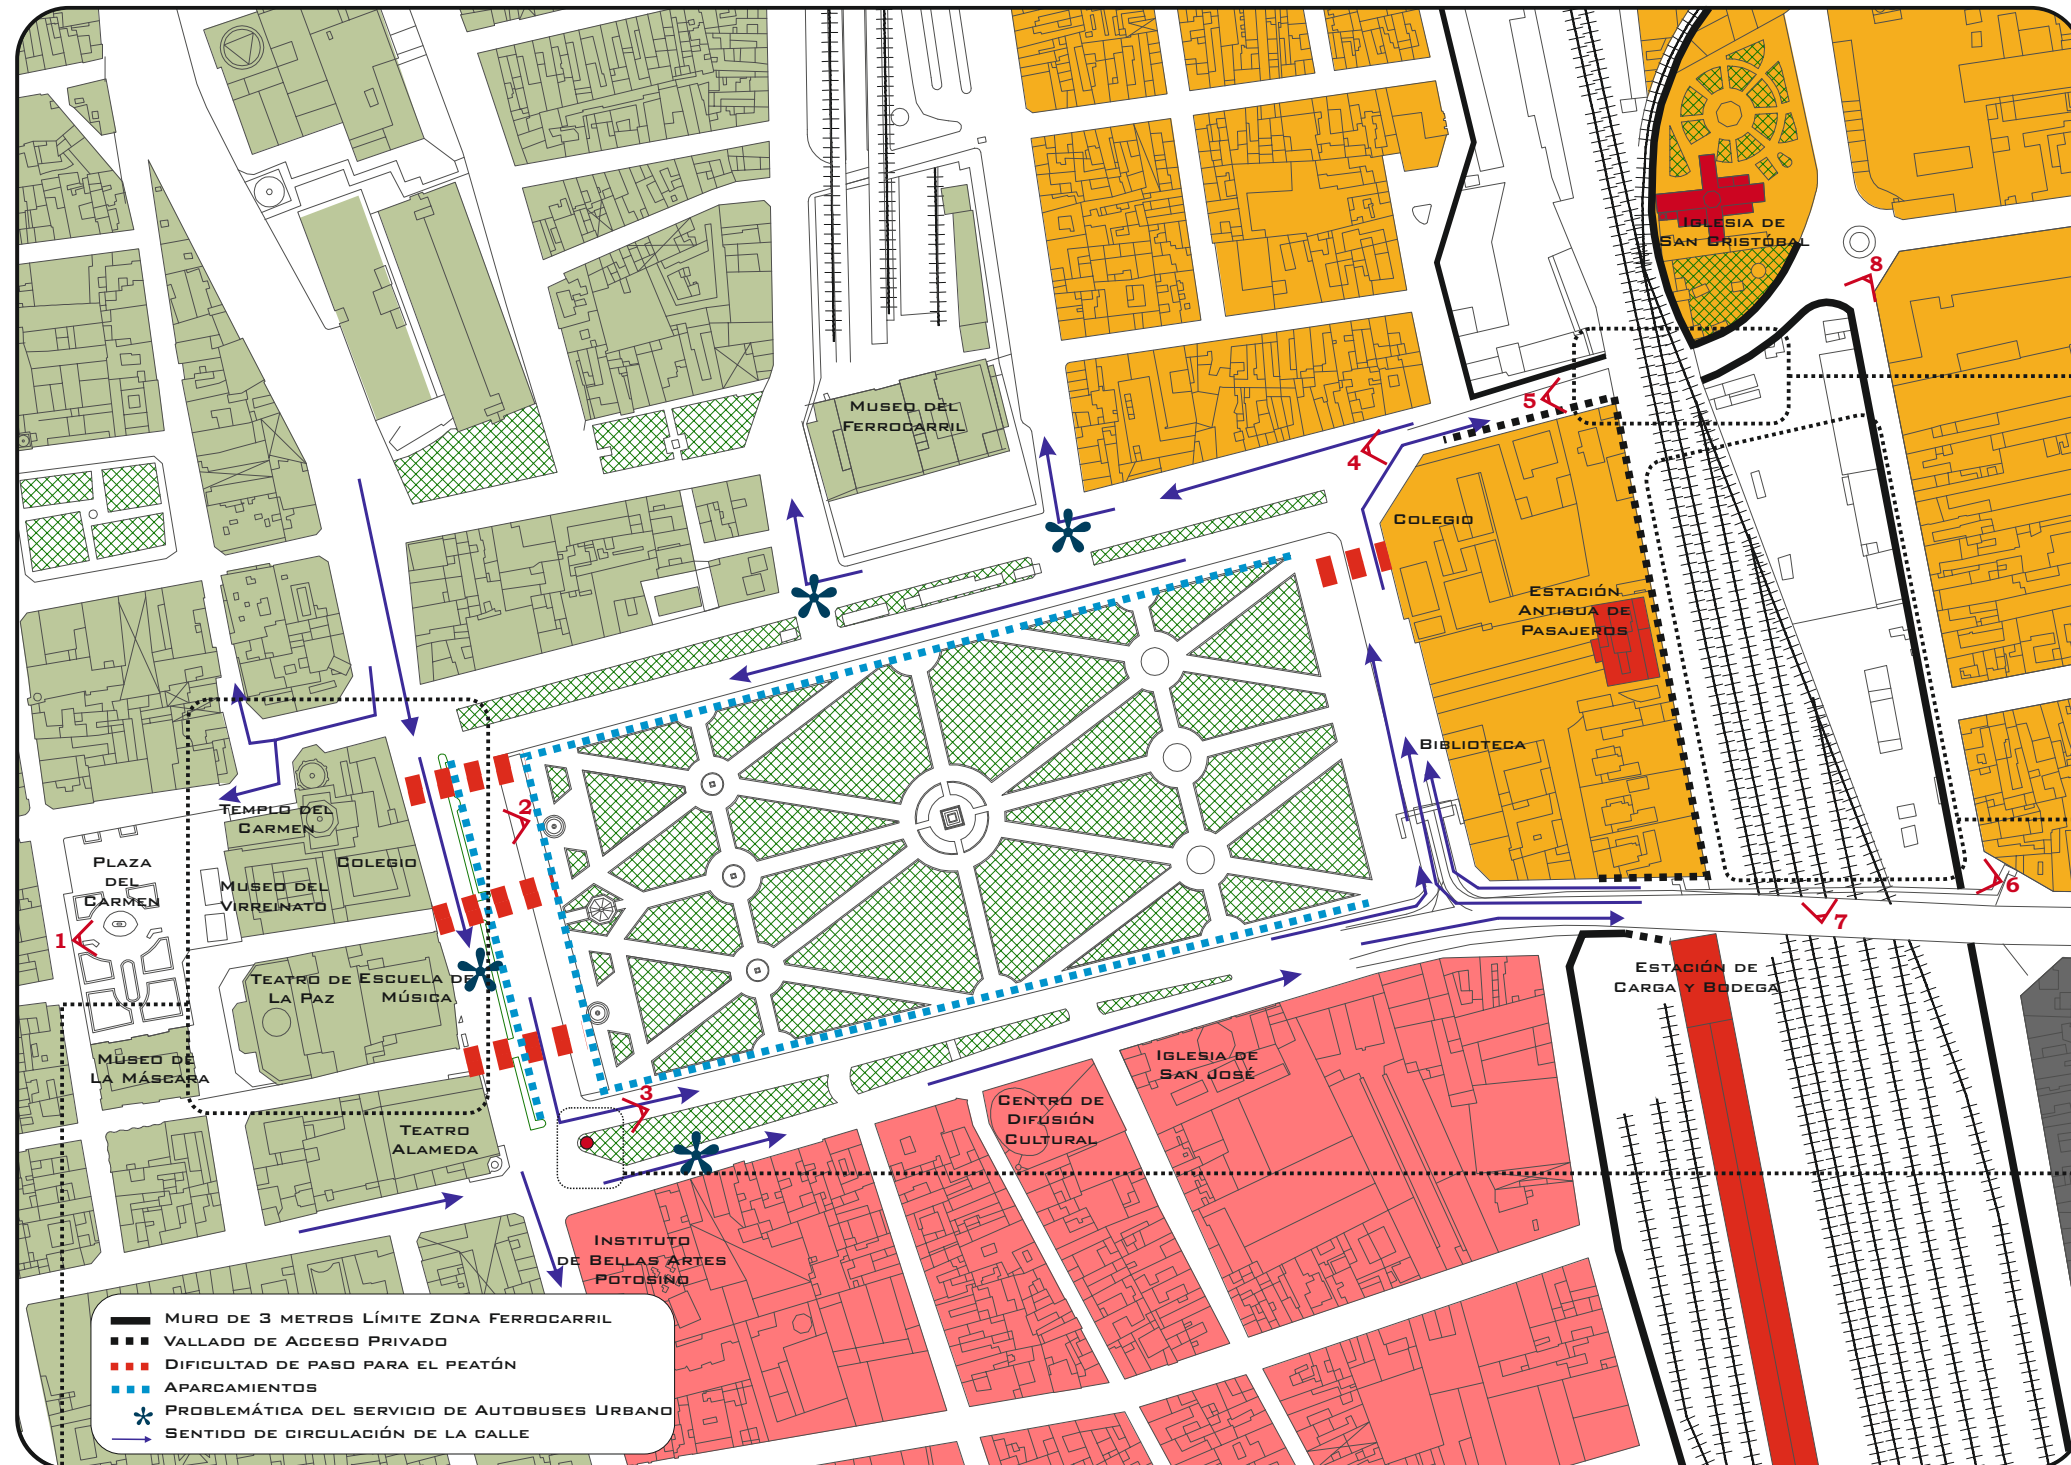 Iglesia de
San Cristóbal
8
Museo del
Ferrocarril
5
4
Colegio
Estación
Antigua de
Pasajeros
Biblioteca
2
Templo del
Carmen
Colegio
Plaza
del
Carmen
Museo del
Virreinato
6
7
1
Teatro de
La Paz
Escuela de
Música
Estación de
Carga y Bodega
Museo de
La Máscara
Iglesia de
San José
3
Centro de
Difusión
Cultural
Teatro
Alameda
Instituto
de Bellas Artes
Potosino
Muro de 3 metros Límite Zona Ferrocarril
Vallado de Acceso Privado
Dificultad de paso para el peatón
Aparcamientos
Problemática del servicio de Autobuses Urbano
Sentido de circulación de la calle